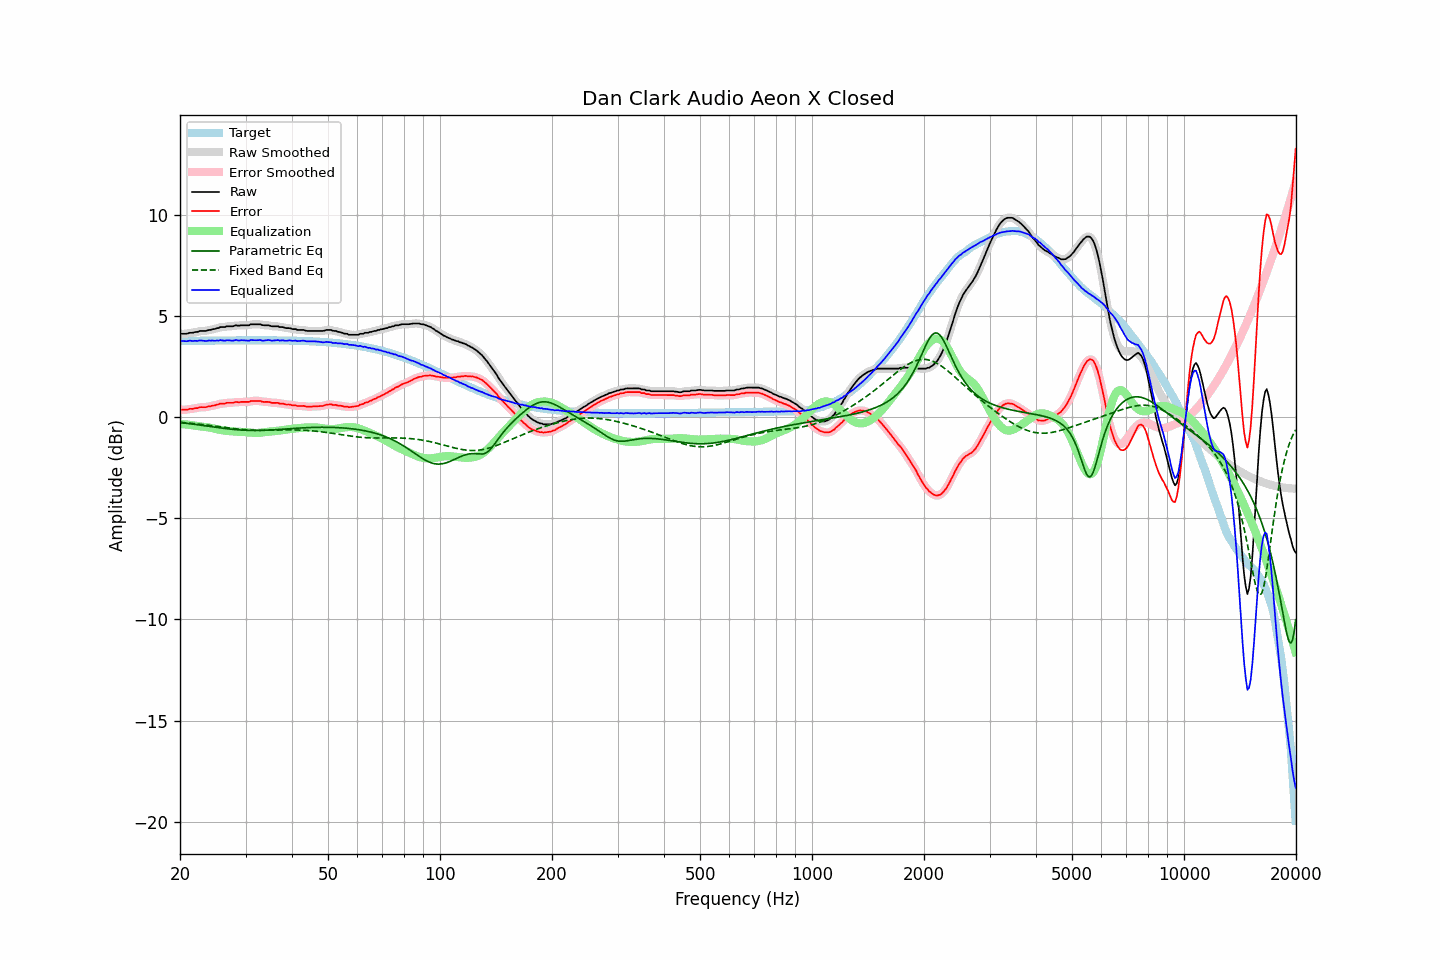 Dan Clark Audio Aeon X Closed
Target
Raw Smoothed
Error Smoothed
Raw
Error
Equalization
Parametric Eq
Fixed Band Eq
Equalized
Amplitude (dBr)
10
5
0
−5
−10
−15
−20
20 50 100 200 500 1000 2000 5000 10000 20000
Frequency (Hz)